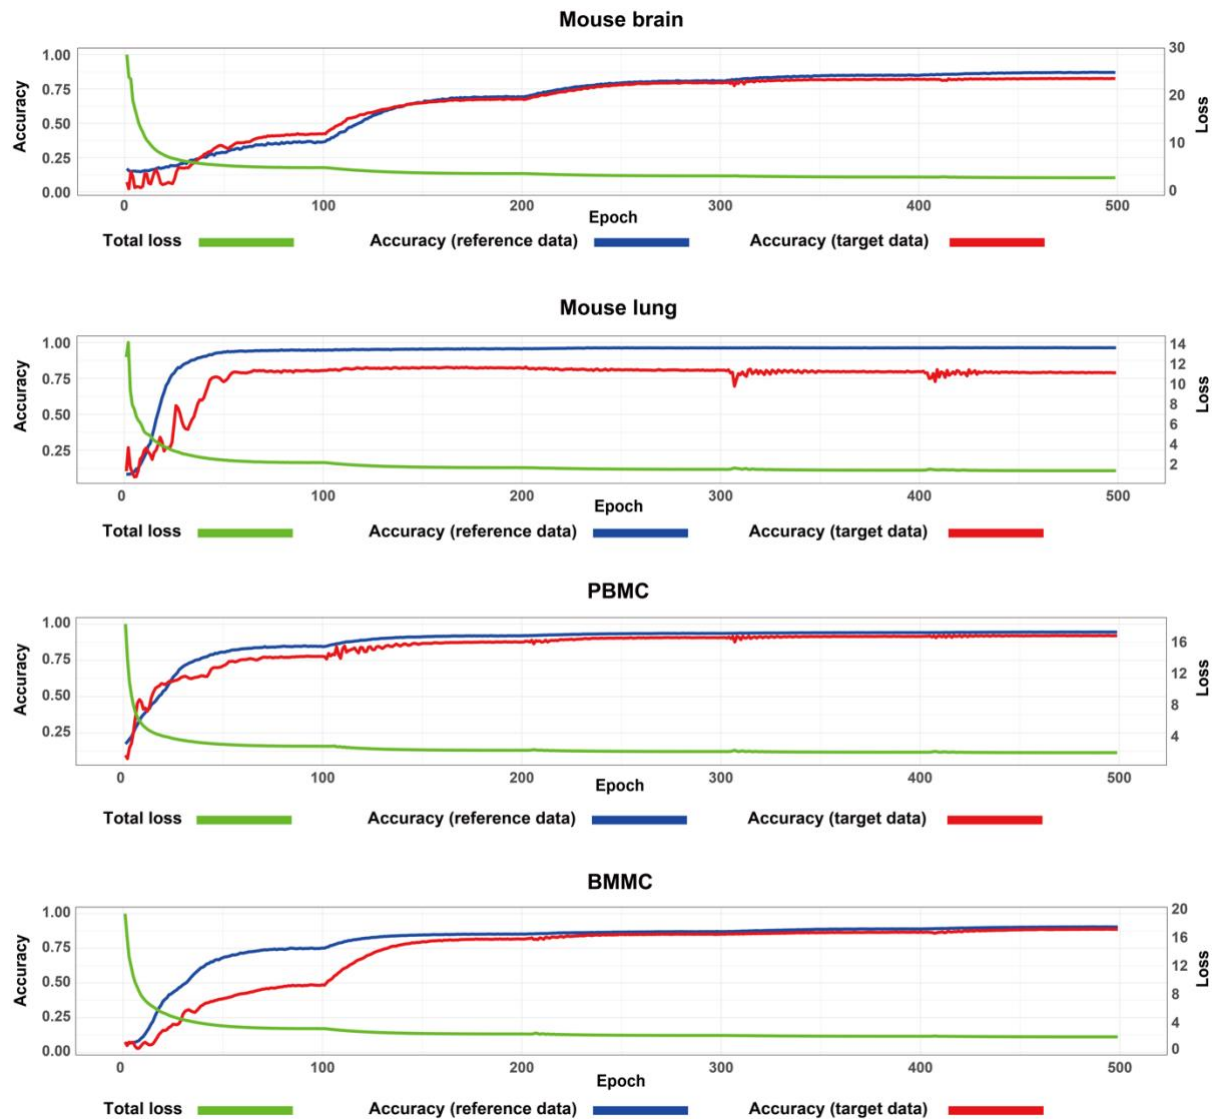 Mouse brain
1.00 30
0.75 20
0.50 10
0.25
0.00 0
Accuracy Loss
0 100 200 300 400 500
Epoch
Total loss Accuracy (reference data) Accuracy (target data)
Mouse lung
1.00 14
12
0.75 10
8
0.50 6
4
0.25 2
Accuracy Loss
0 100 200 300 400 500
Epoch
Total loss Accuracy (reference data) Accuracy (target data)
PBMC
1.00 16
0.75 12
0.50 8
0.25 4
Accuracy Loss
0 100 200 300 400 500
Epoch
Total loss Accuracy (reference data) Accuracy (target data)
BMMC
1.00 20
16
0.75 12
0.50 8
0.25 4
0.00 0
Accuracy Loss
0 100 200 300 400 500
Epoch
Total loss Accuracy (reference data) Accuracy (target data)